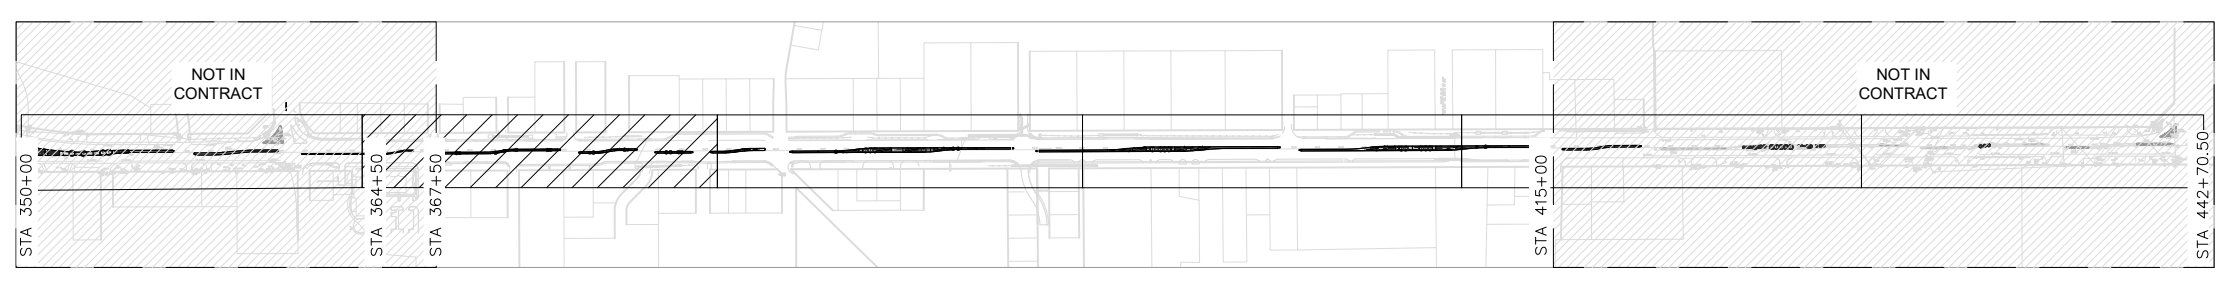 NOT IN
CONTRACT
NOT IN
CONTRACT
STA 350+00
STA 364+50
STA 367+50
STA 415+00
STA 442+70.50